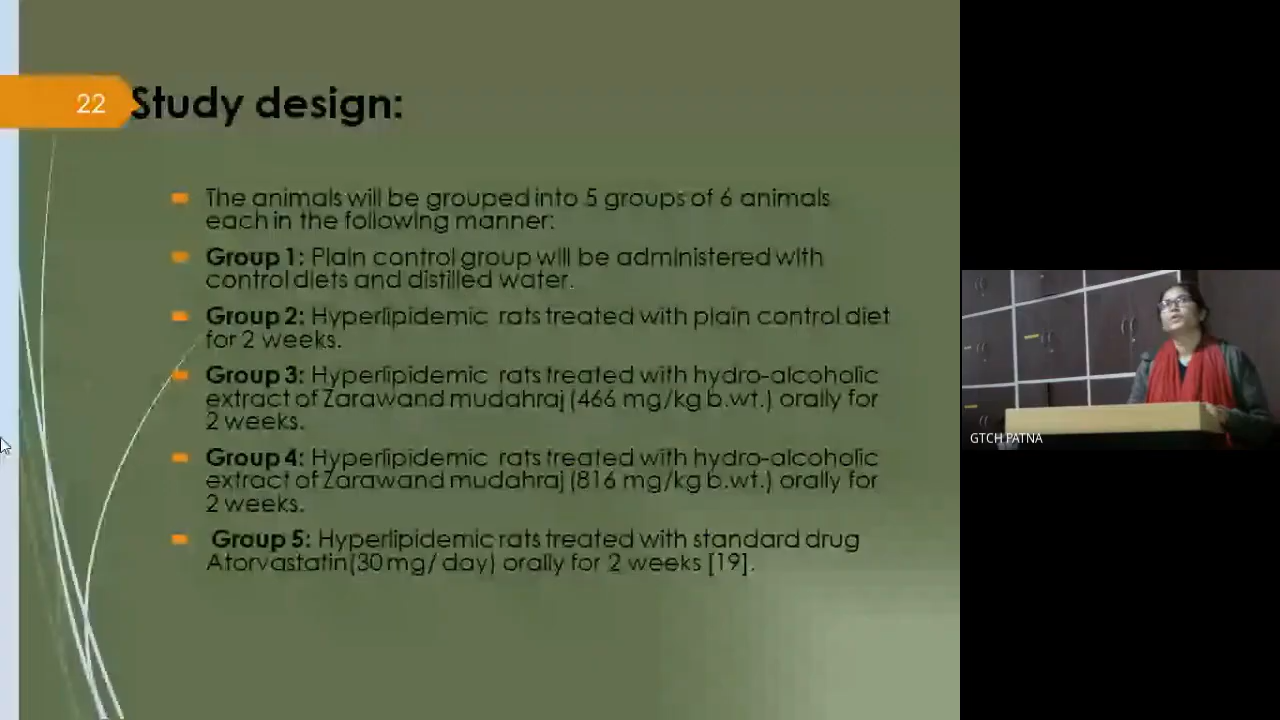 22
Study design:
The animals will be grouped into 5 groups of 6 animals
each in the following manner:
Group 1: Plain control group will be administered with
control diets and distilled water.
Group 2: Hyperlipidemic rats treated with plain control diet
for 2 weeks.
Group 3: Hyperlipidemic rats treated with hydro-alcoholic
extract of Zarawand mudahraj (466 mg/kg b.wt.) orally for
2 weeks.
Group 4: Hyperlipidemic rats treated with hydro-alcoholic
extract of Zarawand mudahraj (816 mg/kg b.wt.) orally for
2 weeks.
Group 5: Hyperlipidemic rats treated with standard drug
Atorvastatin(30 mg/ day) orally for 2 weeks [19].
GTCH PATNA